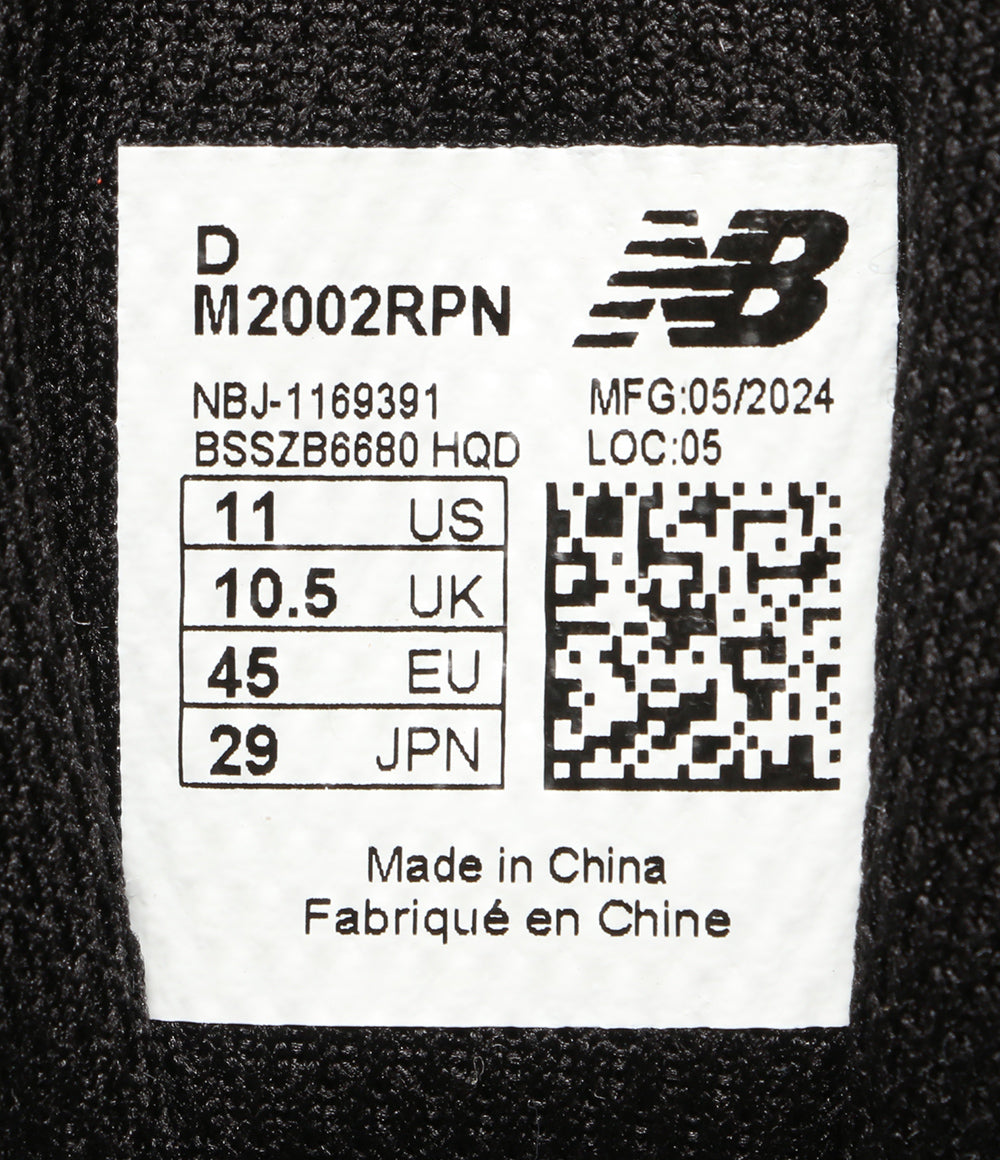 D
M2002RPN
NB
NBJ-1169391
MFG:05/2024
BSSZB6680 HQD
LOC:05
11 US
10.5 UK
45 EU
29 JPN
Made in China
Fabriqué en Chine